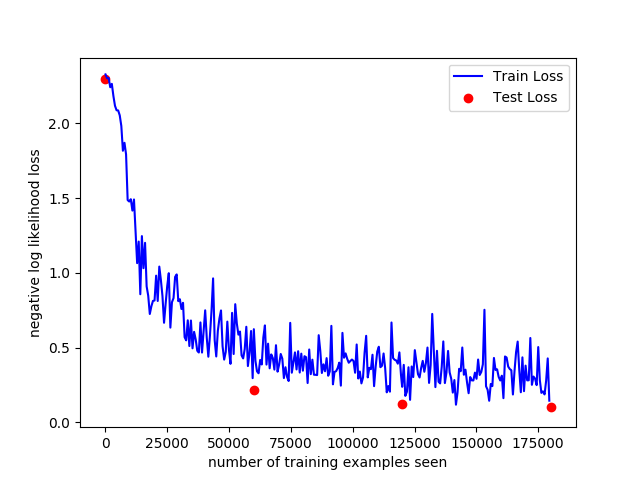 Train Loss
Test Loss
negative log likelihood loss
2.0
1.5
1.0
0.5
0.0
0 25000 50000 75000 100000 125000 150000 175000
number of training examples seen